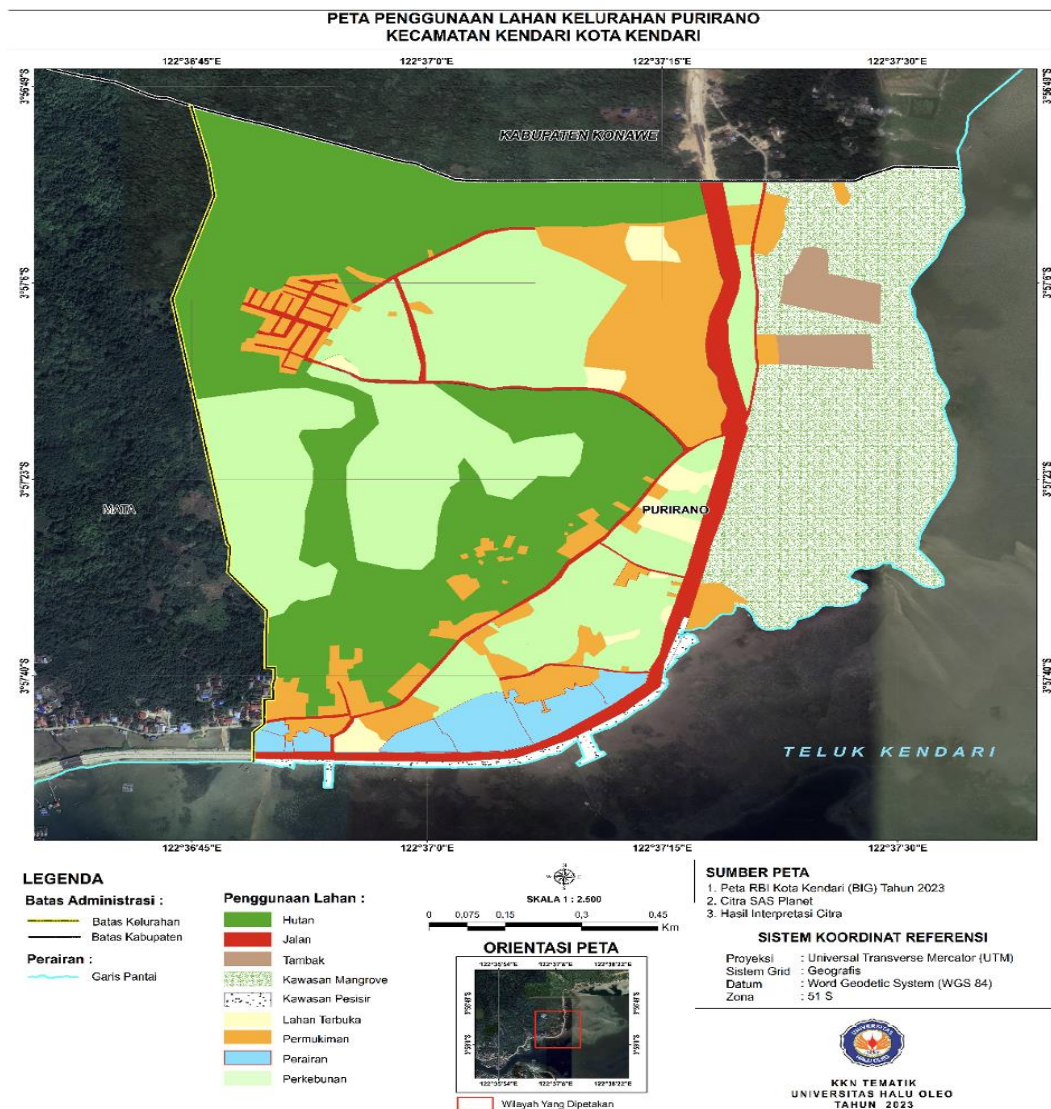 PETA PENGGUNAAN LAHAN KELURAHAN PURIRANO
KECAMATAN KENDARI KOTA KENDARI
122°36'45"E 122°37'0"E 122°37'15"E 122°37'30"E
KABUPATEN KONAWE
MATA
PURIRANO
TELUK KENDARI
122°36'45"E 122°37'0"E 122°37'15"E 122°37'30"E
LEGENDA
Batas Administrasi :
Batas Kelurahan
Batas Kabupaten
Perairan :
Garis Pantai
Penggunaan Lahan :
Hutan
Jalan
Tambak
Kawasan Mangrove
Kawasan Pesisir
Lahan Terbuka
Permukiman
Perairan
Perkebunan
SKALA 1 : 2.500
0 0,075 0,15 0,3 0,45
Km
ORIENTASI PETA
Wilayah Yang Dipetakan
SUMBER PETA
1. Peta RBI Kota Kendari (BIG) Tahun 2023
2. Citra SAS Planet
3. Hasil Interpretasi Citra
SISTEM KOORDINAT REFERENSI
Proyeksi : Universal Transverse Mercator (UTM)
Sistem Grid : Geografis
Datum : Word Geodetic System (WGS 84)
Zona : 51 S
UNIVERSITAS
HALU OLEO
KKN TEMATIK
UNIVERSITAS HALU OLEO
TAHUN 2023